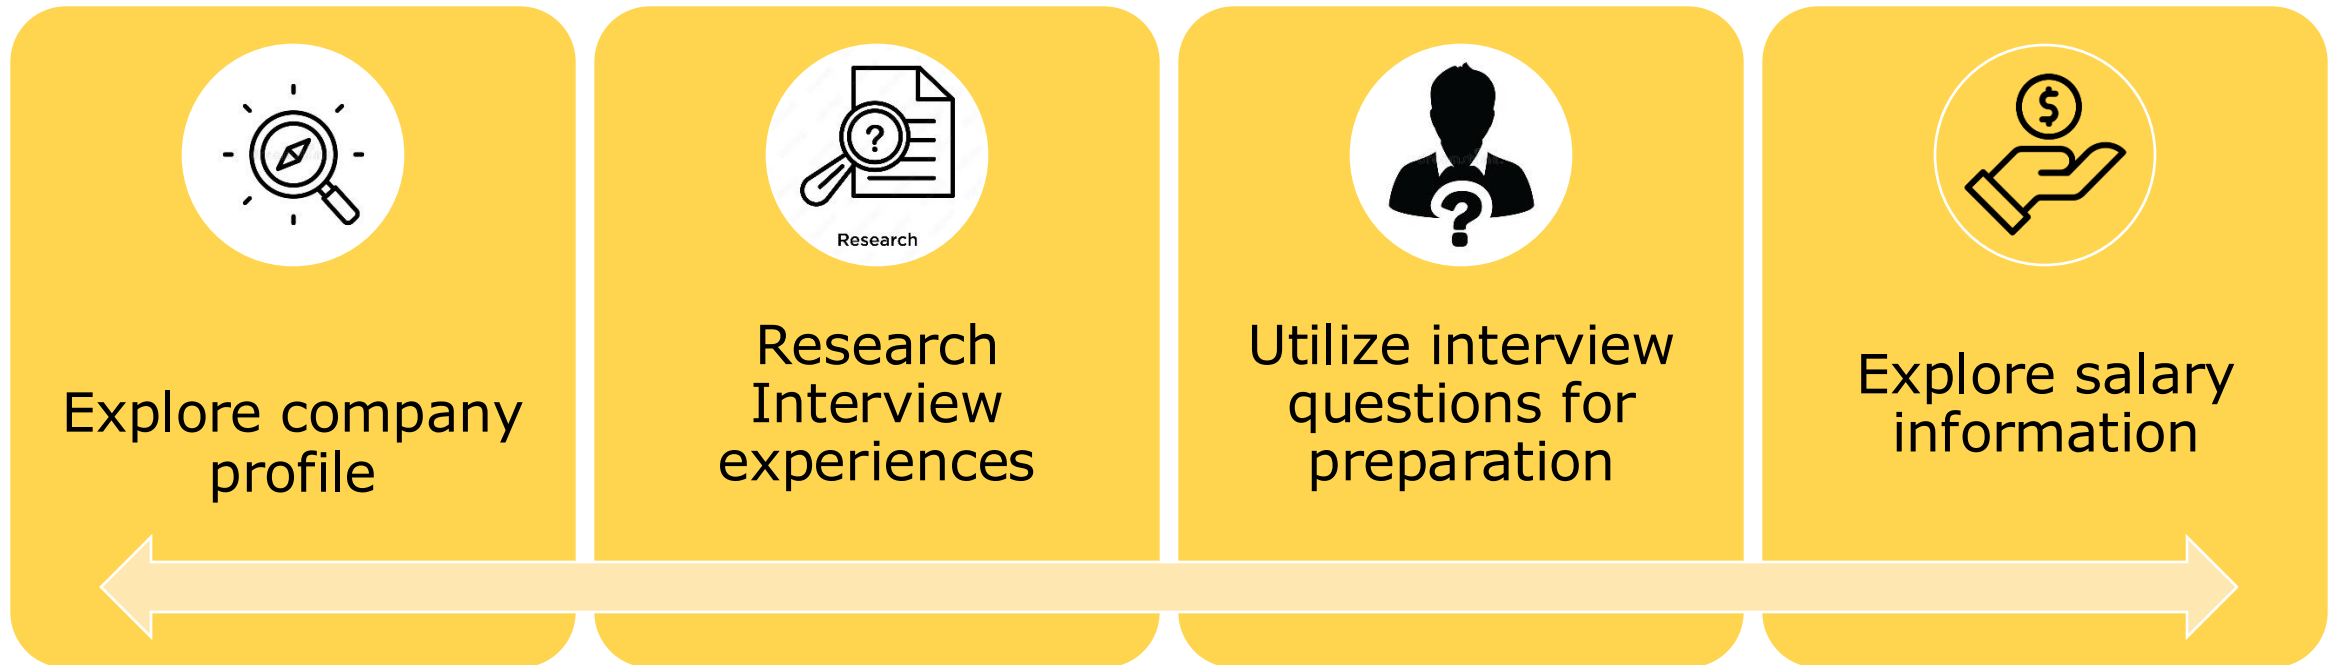 Explore company
profile
Research
Research
Interview
experiences
?
Utilize interview
questions for
preparation
$
Explore salary
information